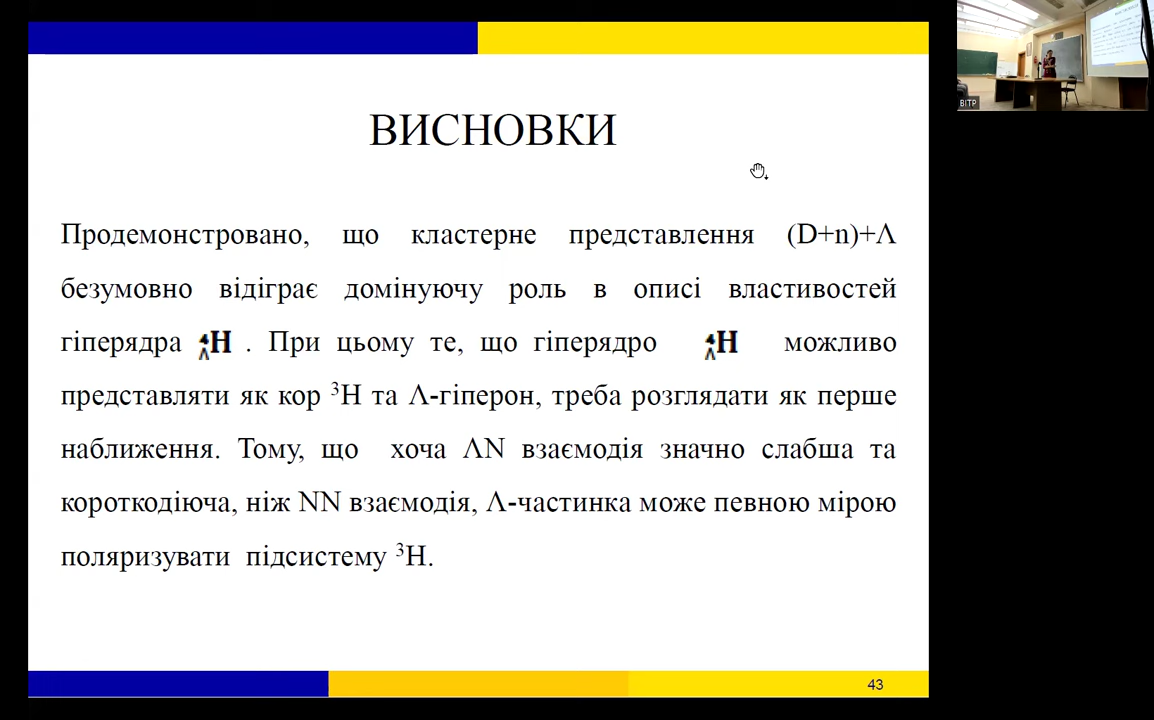 ВИСНОВКИ
Продемонстровано, що кластерне представлення (D+n)+Λ
безумовно відіграє домінуючу роль в описі властивостей
гіперядра ⁴ΛH . При цьому те, що гіперядро ⁴ΛH можливо
представляти як кор ³H та Λ-гіперон, треба розглядати як перше
наближення. Тому, що хоча ΛN взаємодія значно слабша та
короткодіюча, ніж NN взаємодія, Λ-частинка може певною мірою
поляризувати підсистему ³H.
43
ВІТР